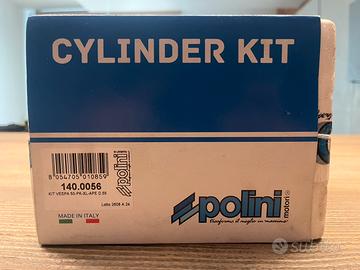 CYLINDER KIT
8 054705 010859
140.0056
KIT VESPA 50-PK-XL-APE D.55
polini
Lotto 2608 A 24
MADE IN ITALY
polini
motori
trasforma il meglio in massimo
subito